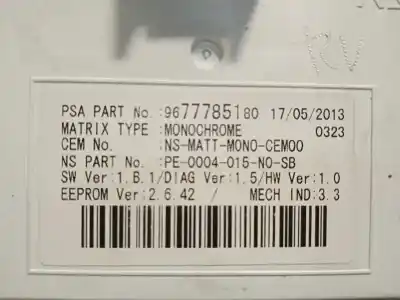 PSA PART No.:9677785180 17/05/2013
MATRIX TYPE :MONOCHROME 0323
CEM No. :NS-MATT-MONO-CEM00
NS PART No. :PE-0004-015-NO-SB
SW Ver:1.B.1/DIAG Ver:1.5/HW Ver:1.0
EEPROM Ver:2.6.42 / MECH IND:3.3